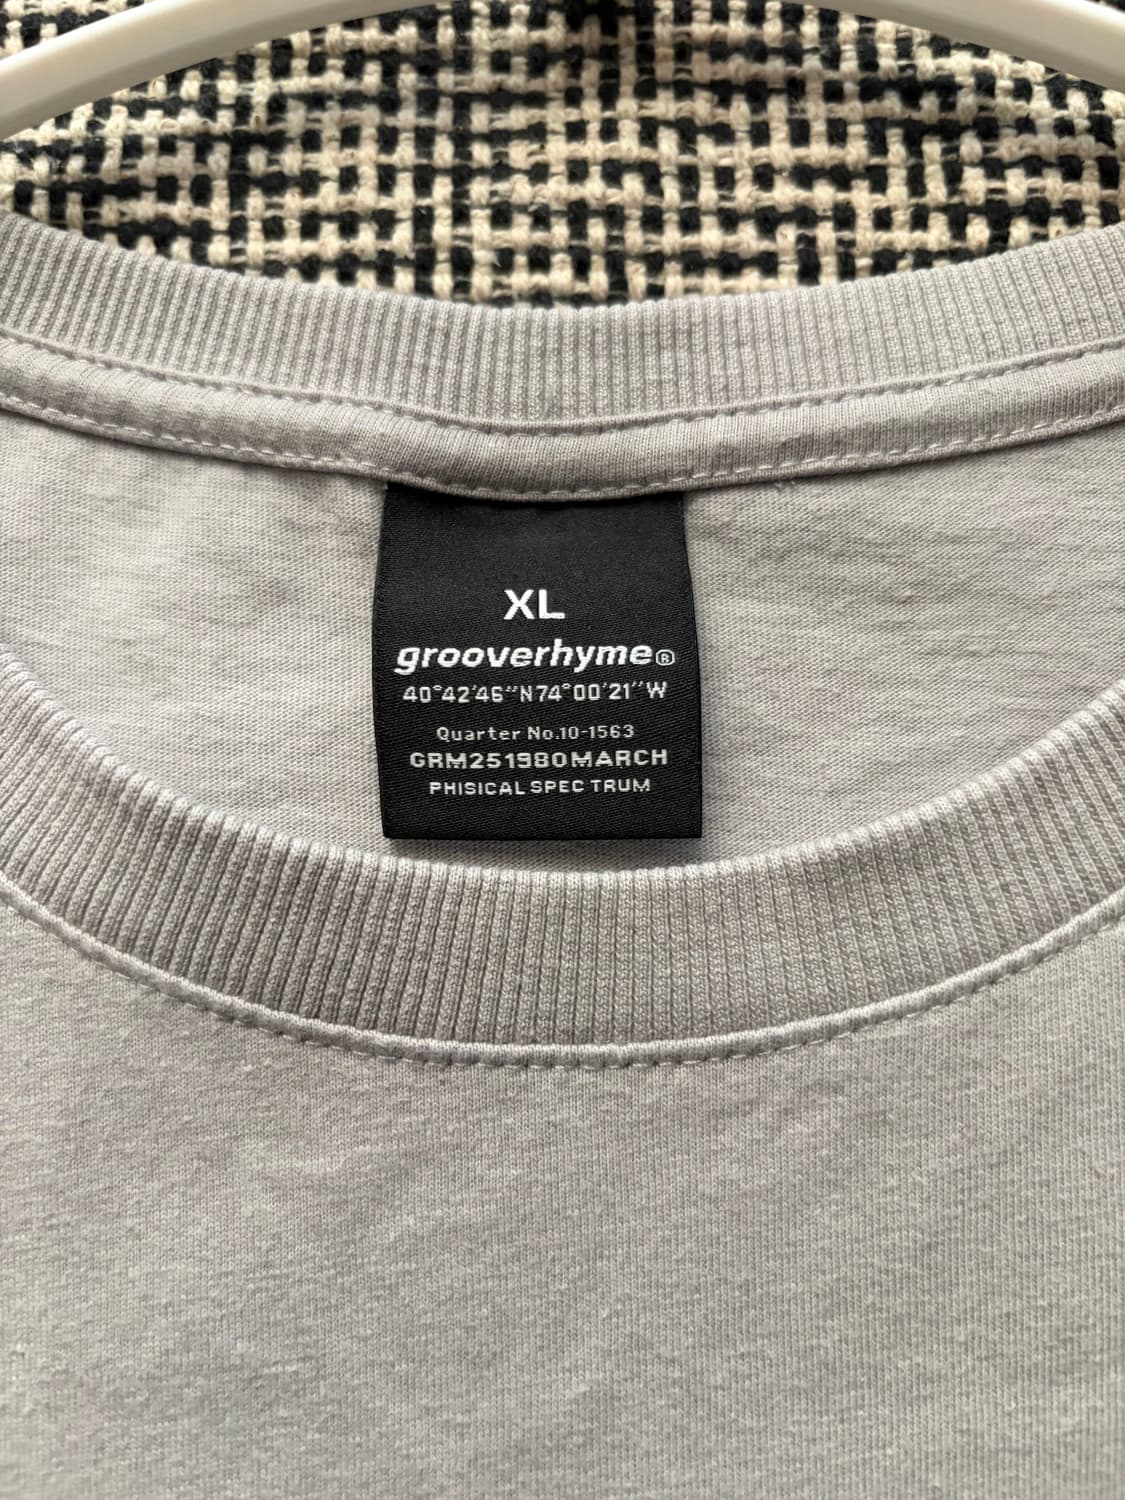 XL
grooverhyme®
40°42'46"N74°00'21"W
Quarter No.10-1563
GRM251980MARCH
PHISICAL SPEC TRUM